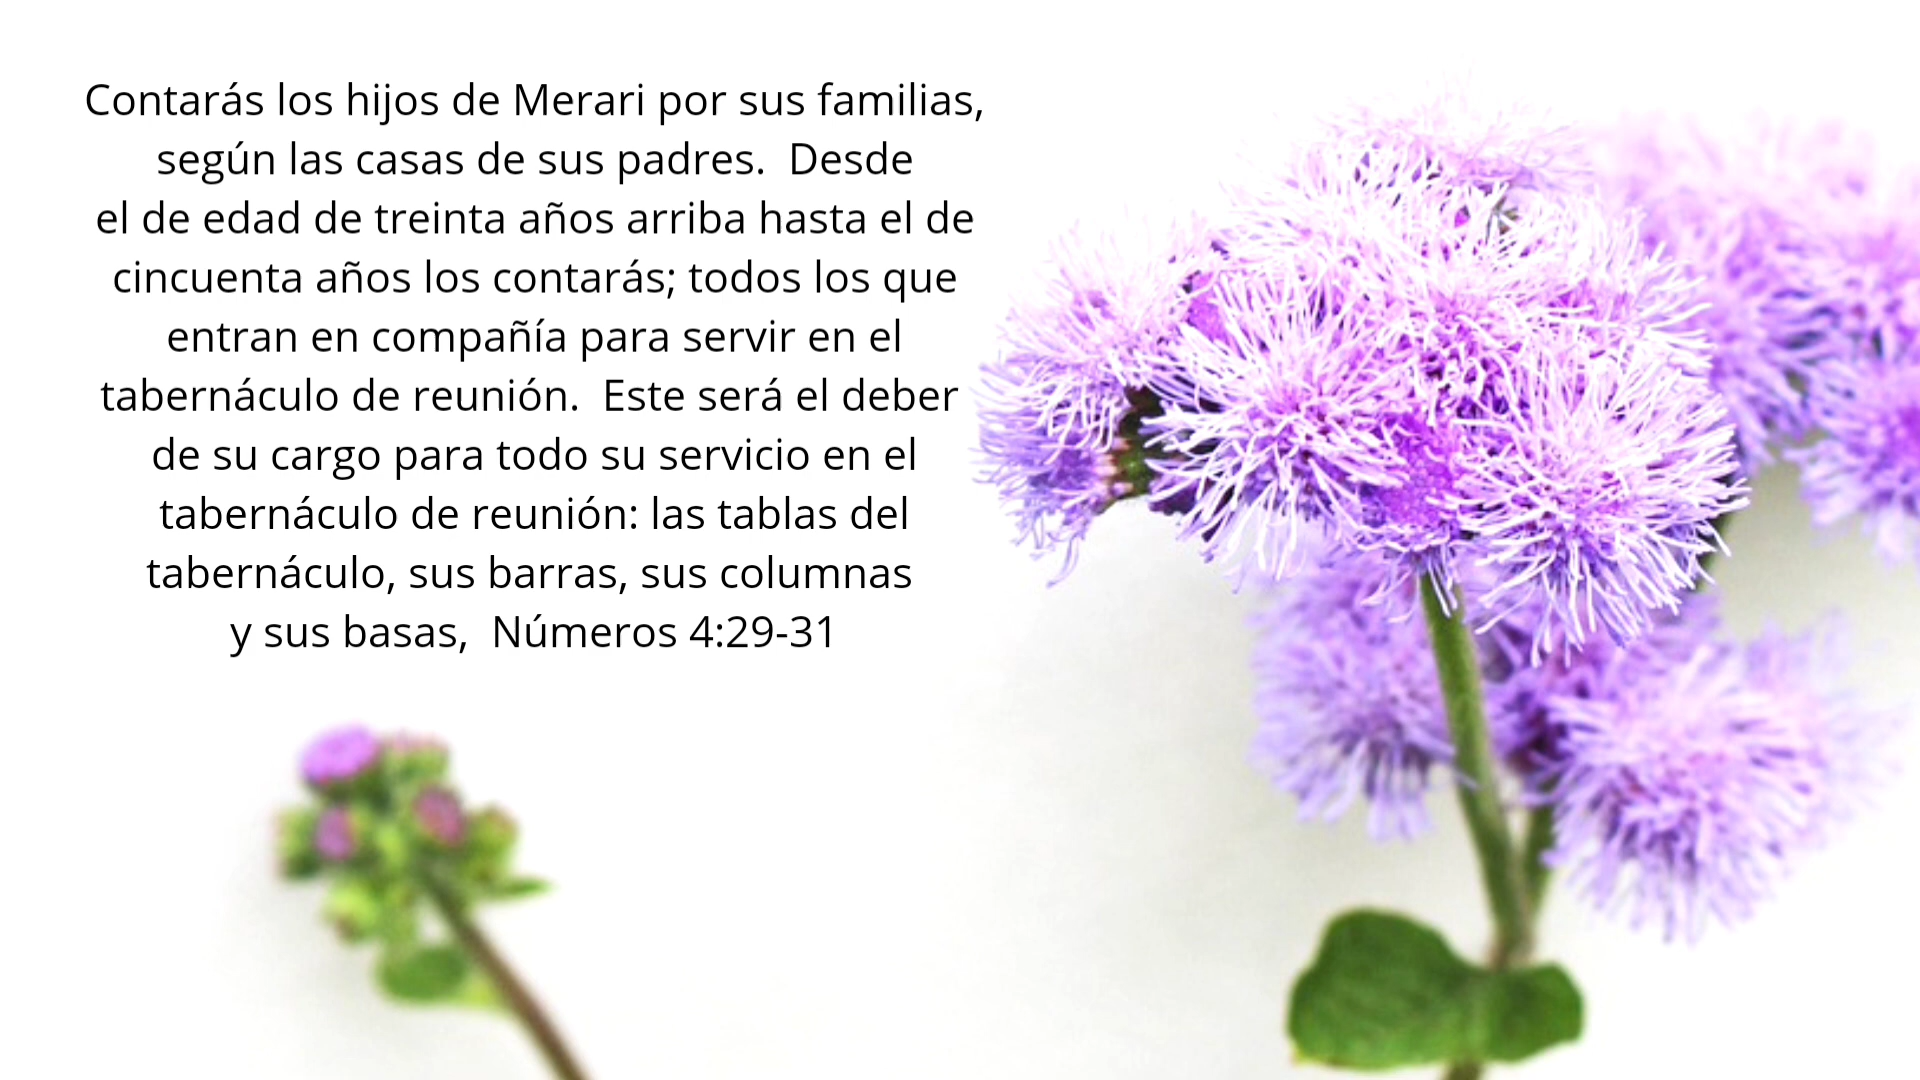 Contarás los hijos de Merari por sus familias,
según las casas de sus padres.  Desde
el de edad de treinta años arriba hasta el de
cincuenta años los contarás; todos los que
entran en compañía para servir en el
tabernáculo de reunión.  Este será el deber
de su cargo para todo su servicio en el
tabernáculo de reunión: las tablas del
tabernáculo, sus barras, sus columnas
y sus basas,  Números 4:29-31